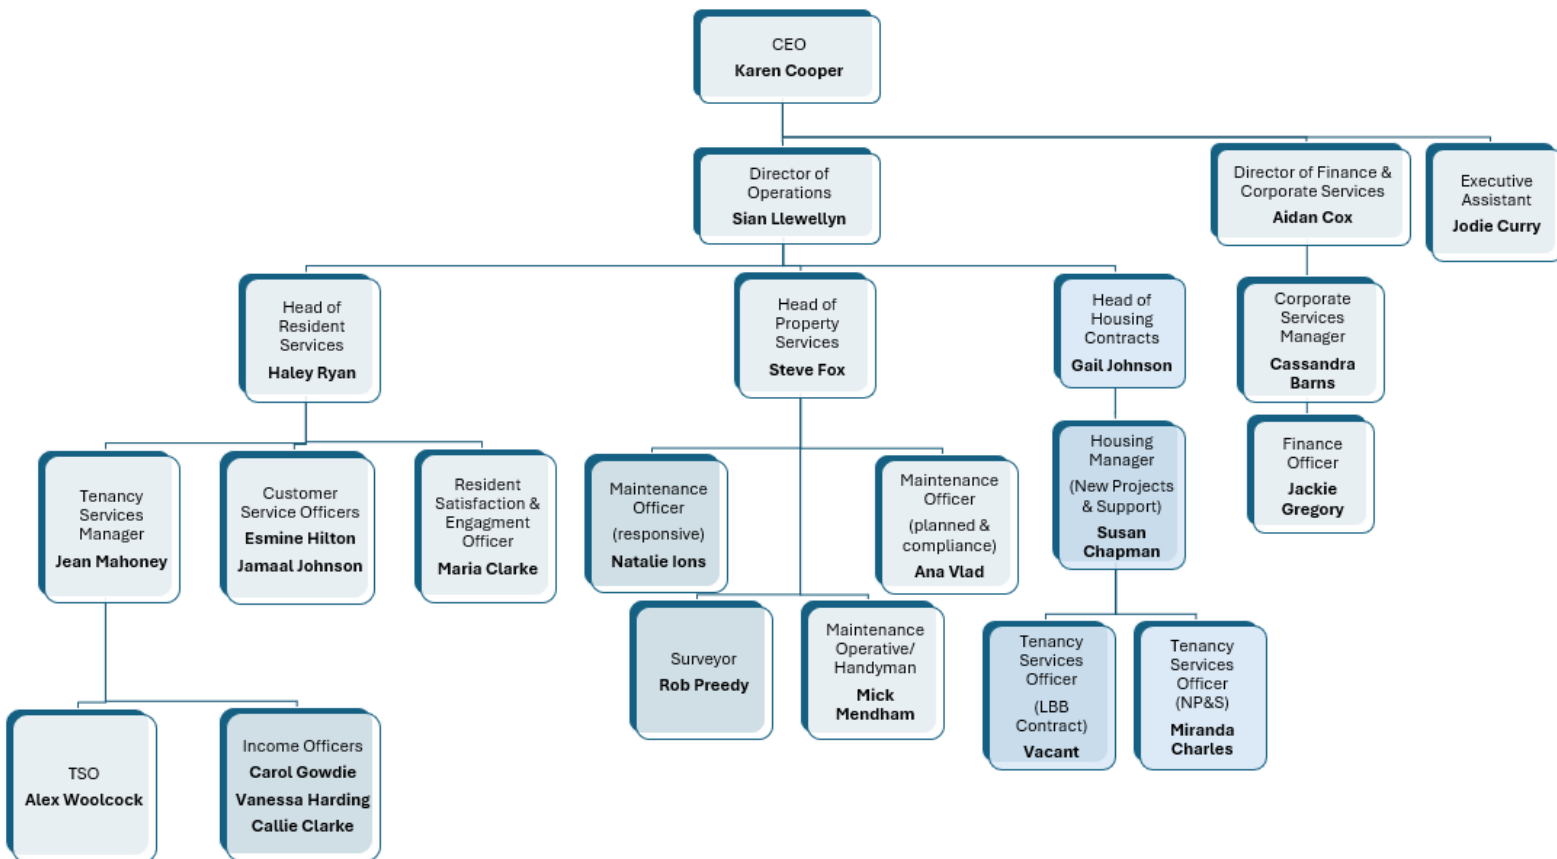 CEO
Karen Cooper
Director of
Operations
Sian Llewellyn
Director of Finance &
Corporate Services
Aidan Cox
Executive
Assistant
Jodie Curry
Head of
Resident
Services
Haley Ryan
Head of
Property
Services
Steve Fox
Head of
Housing
Contracts
Gail Johnson
Corporate
Services
Manager
Cassandra
Barns
Tenancy
Services
Manager
Jean Mahoney
Customer
Service Officers
Esmine Hilton
Jamaal Johnson
Resident
Satisfaction &
Engagment
Officer
Maria Clarke
Maintenance
Officer
(responsive)
Natalie Ions
Maintenance
Officer
(planned &
compliance)
Ana Vlad
Housing
Manager
(New Projects
& Support)
Susan
Chapman
Finance
Officer
Jackie
Gregory
Surveyor
Rob Preedy
Maintenance
Operative/
Handyman
Mick
Mendham
Tenancy
Services
Officer
(LBB
Contract)
Vacant
Tenancy
Services
Officer
(NP&S)
Miranda
Charles
TSO
Alex Woolcock
Income Officers
Carol Gowdie
Vanessa Harding
Callie Clarke